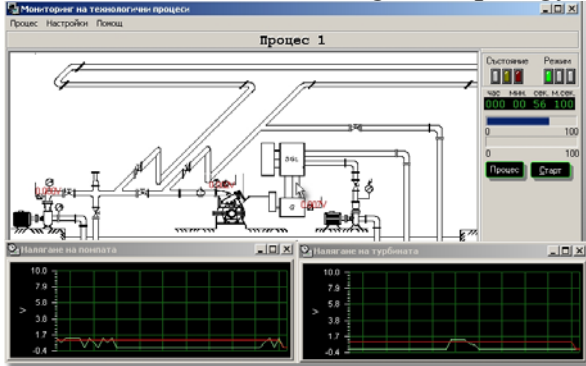 Мониторинг на технологични процеси
Процес Настройки Помощ
Процес 1
Състояние Режим
час мин. сек. м.сек.
000 00 56 100
0 100
0 100
Процес Старт
Налягане на помпата
10.0
7.9
5.8
3.8
1.7
-0.4
V
Налягане на турбината
10.0
7.9
5.8
3.8
1.7
-0.4
V